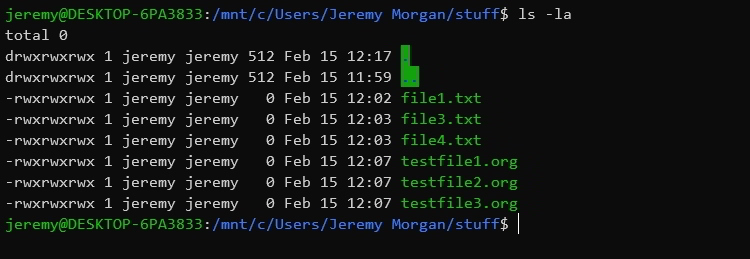 jeremy@DESKTOP-6PA3833:/mnt/c/Users/Jeremy Morgan/stuff$ ls -la
total 0
drwxrwxrwx 1 jeremy jeremy 512 Feb 15 12:17 .
drwxrwxrwx 1 jeremy jeremy 512 Feb 15 11:59 ..
-rwxrwxrwx 1 jeremy jeremy   0 Feb 15 12:02 file1.txt
-rwxrwxrwx 1 jeremy jeremy   0 Feb 15 12:03 file3.txt
-rwxrwxrwx 1 jeremy jeremy   0 Feb 15 12:03 file4.txt
-rwxrwxrwx 1 jeremy jeremy   0 Feb 15 12:07 testfile1.org
-rwxrwxrwx 1 jeremy jeremy   0 Feb 15 12:07 testfile2.org
-rwxrwxrwx 1 jeremy jeremy   0 Feb 15 12:07 testfile3.org
jeremy@DESKTOP-6PA3833:/mnt/c/Users/Jeremy Morgan/stuff$